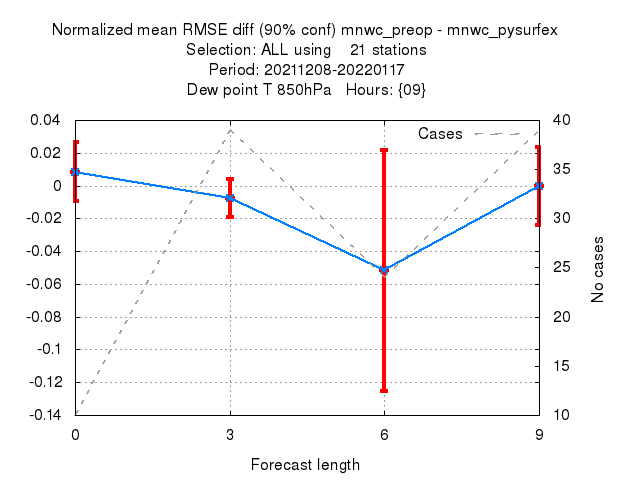 Normalized mean RMSE diff (90% conf) mnwc_preop - mnwc_pysurfex
Selection: ALL using    21 stations
Period: 20211208-20220117
Dew point T 850hPa   Hours: {09}
Cases
0.04
0.02
0
-0.02
-0.04
-0.06
-0.08
-0.1
-0.12
-0.14
40
35
30
25
20
15
10
No cases
0 3 6 9
Forecast length